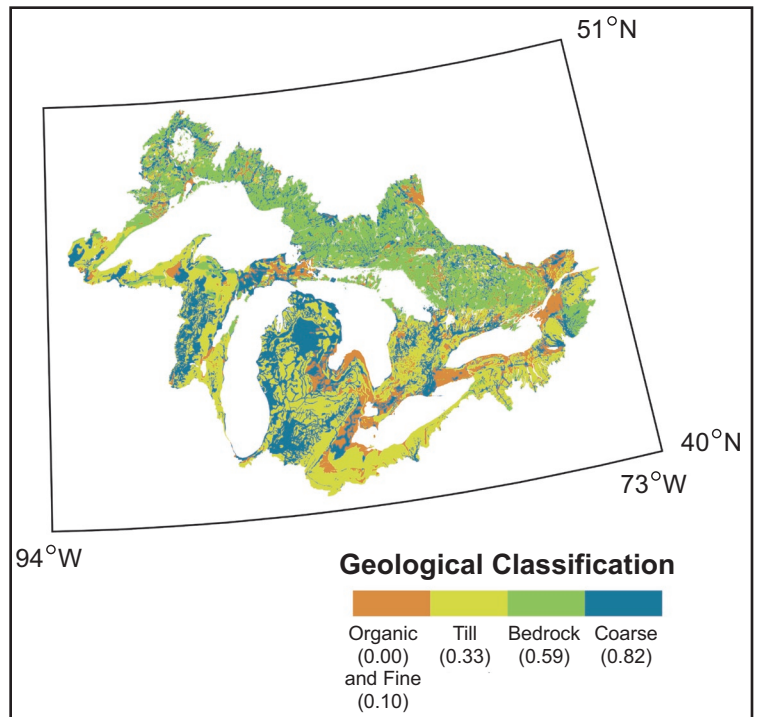 51°N
40°N
73°W
94°W
Geological Classification
Organic Till Bedrock Coarse
(0.00) (0.33) (0.59) (0.82)
and Fine
(0.10)